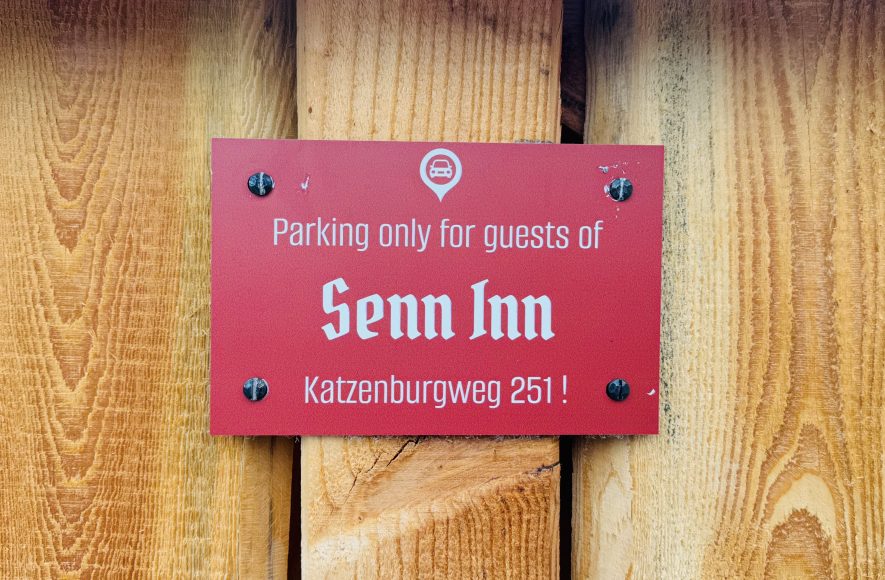 Parking only for guests of
Senn Inn
Katzenburgweg 251 !